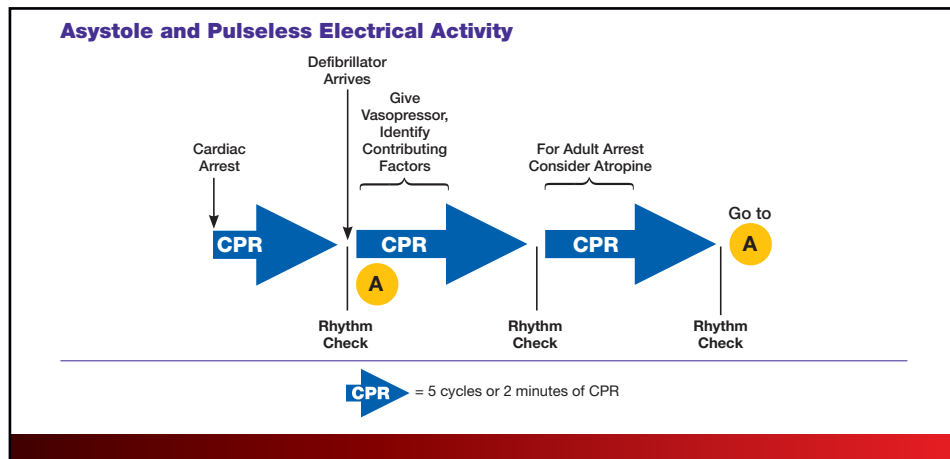 Asystole and Pulseless Electrical Activity
Defibrillator
Arrives
Give
Vasopressor,
Identify
Contributing
Factors
Cardiac
Arrest
For Adult Arrest
Consider Atropine
Go to
A
CPR
CPR
CPR
A
Rhythm
Check
Rhythm
Check
Rhythm
Check
CPR = 5 cycles or 2 minutes of CPR